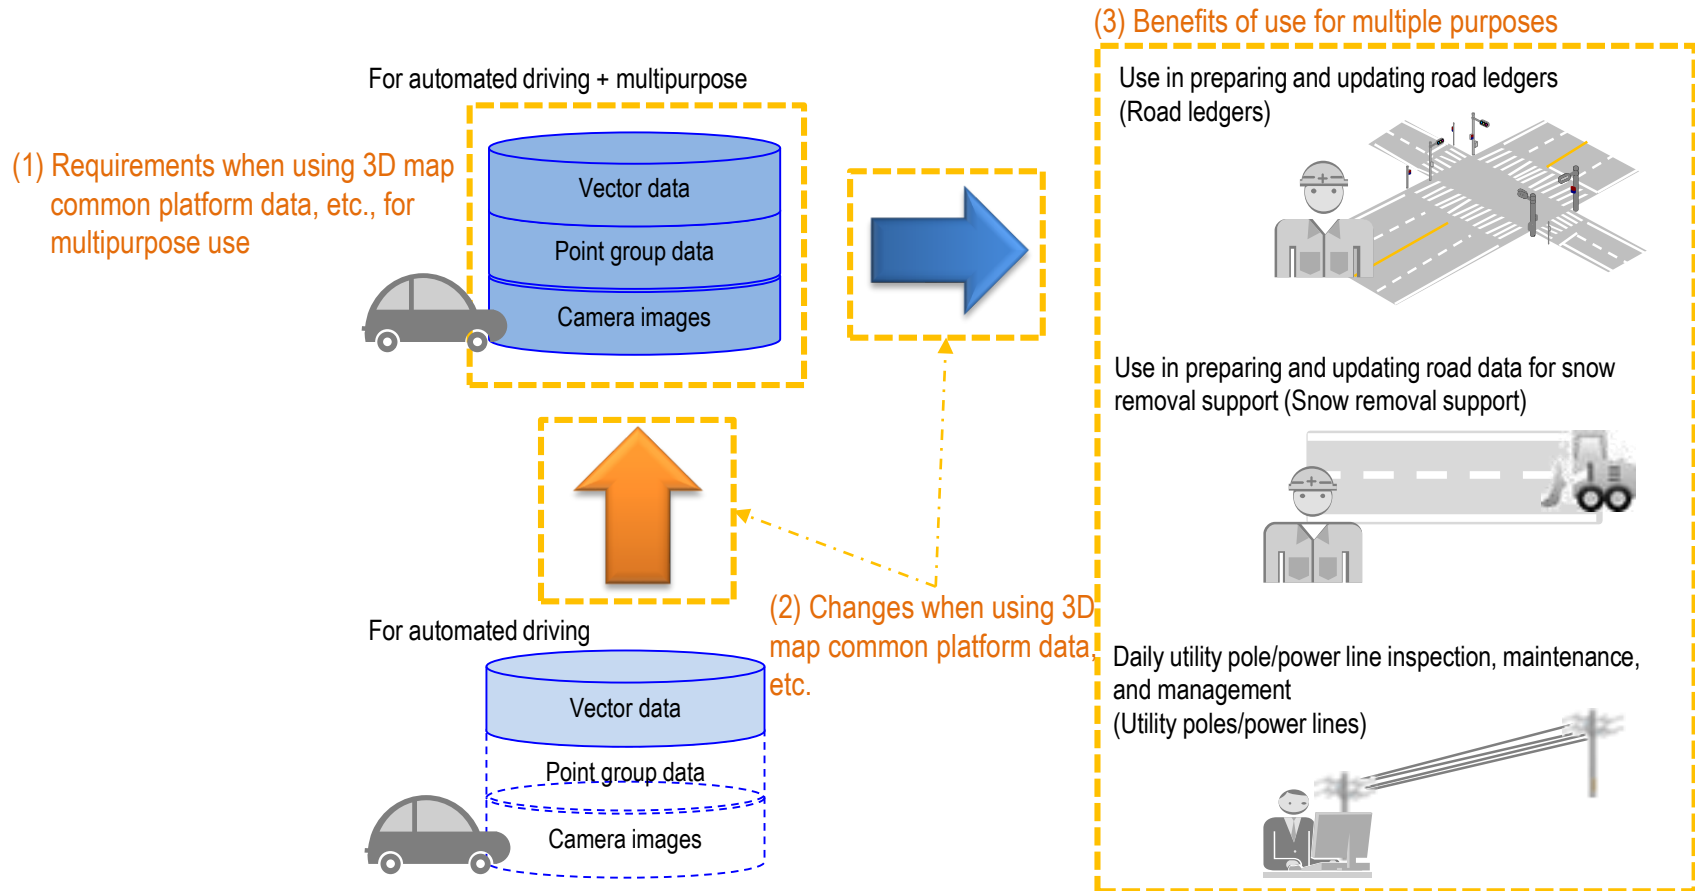 (3) Benefits of use for multiple purposes
For automated driving + multipurpose
(1) Requirements when using 3D map
common platform data, etc., for
multipurpose use
Vector data
Point group data
Camera images
Use in preparing and updating road ledgers
(Road ledgers)
Use in preparing and updating road data for snow
removal support (Snow removal support)
(2) Changes when using 3D
map common platform data,
etc.
For automated driving
Vector data
Point group data
Camera images
Daily utility pole/power line inspection, maintenance,
and management
(Utility poles/power lines)